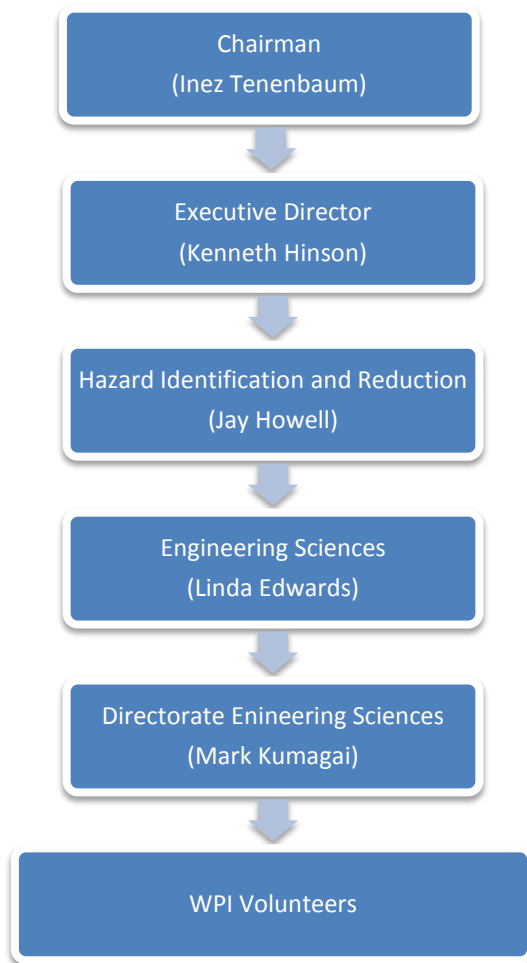 Chairman
(Inez Tenenbaum)
Executive Director
(Kenneth Hinson)
Hazard Identification and Reduction
(Jay Howell)
Engineering Sciences
(Linda Edwards)
Directorate Enineering Sciences
(Mark Kumagai)
WPI Volunteers